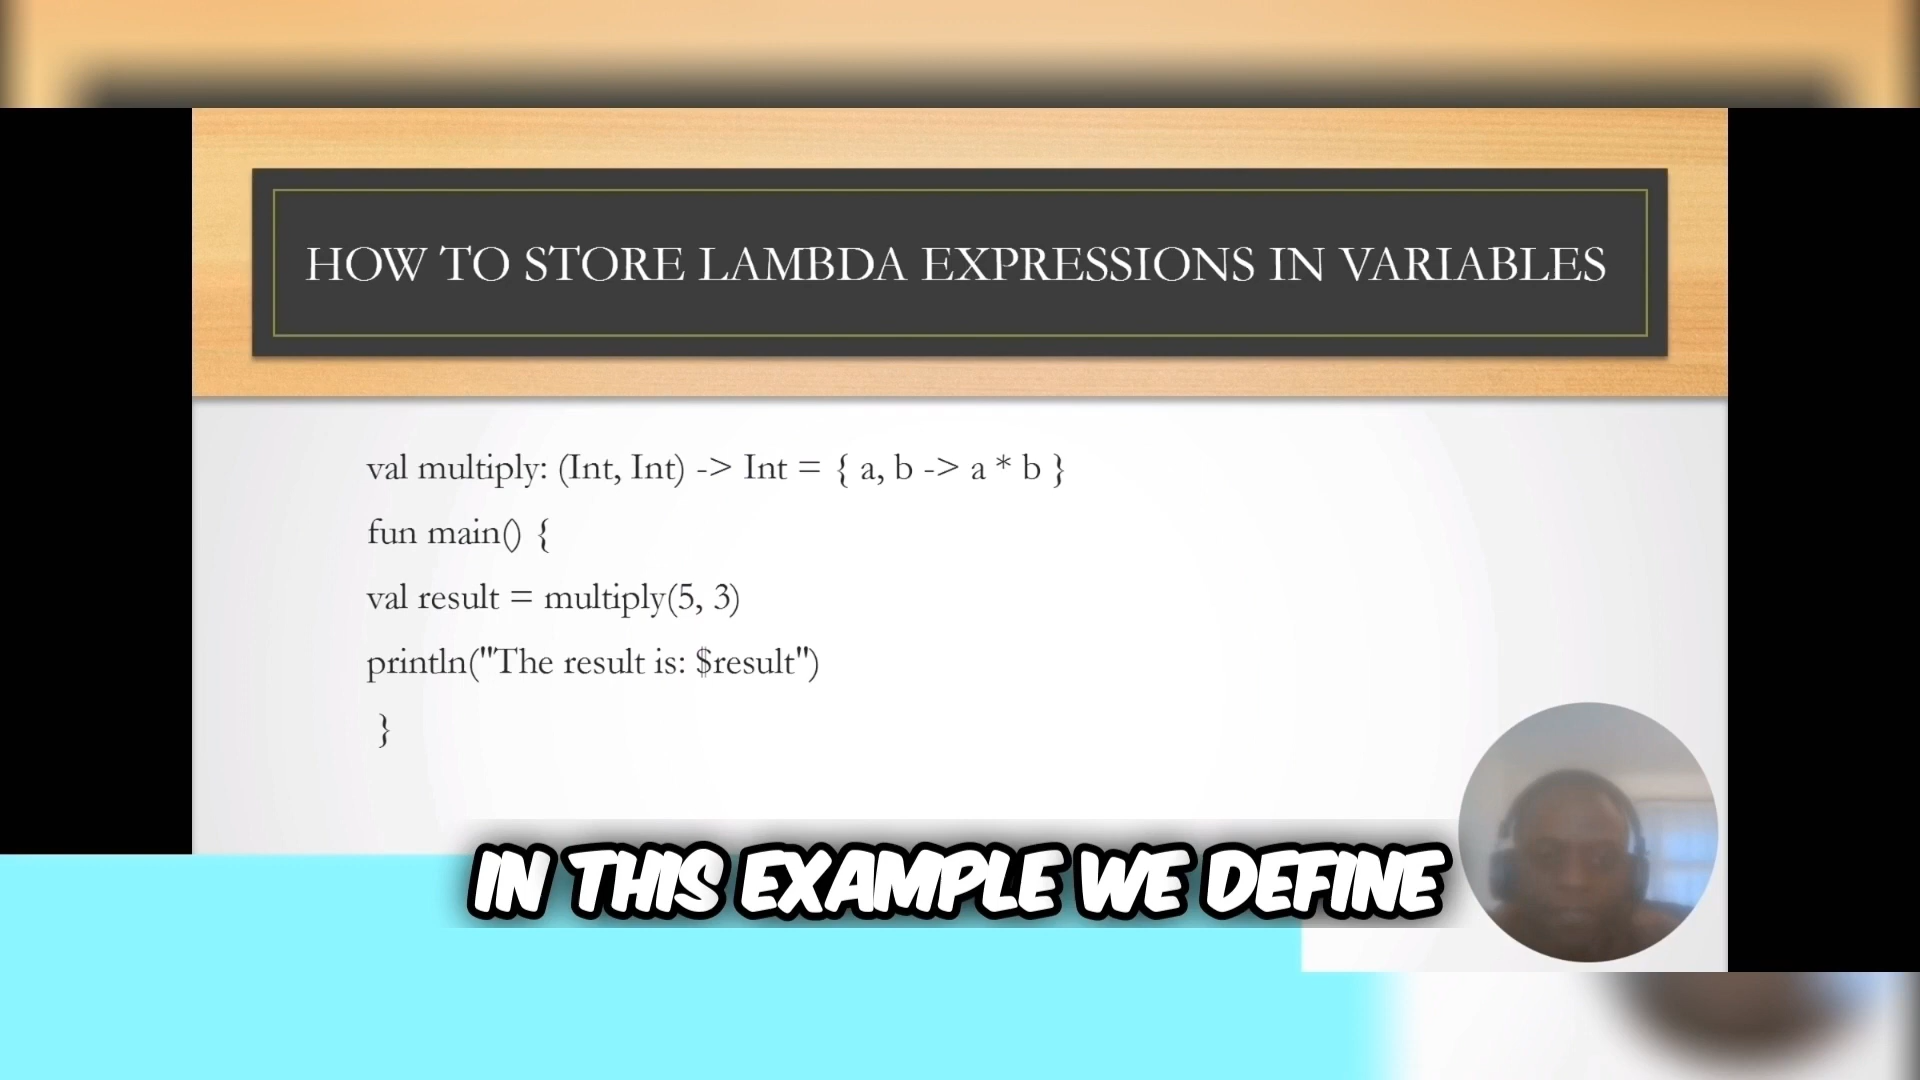 HOW TO STORE LAMBDA EXPRESSIONS IN VARIABLES
val multiply: (Int, Int) -> Int = { a, b -> a * b }
fun main() {
val result = multiply(5, 3)
println("The result is: $result")
}
IN THIS EXAMPLE WE DEFINE